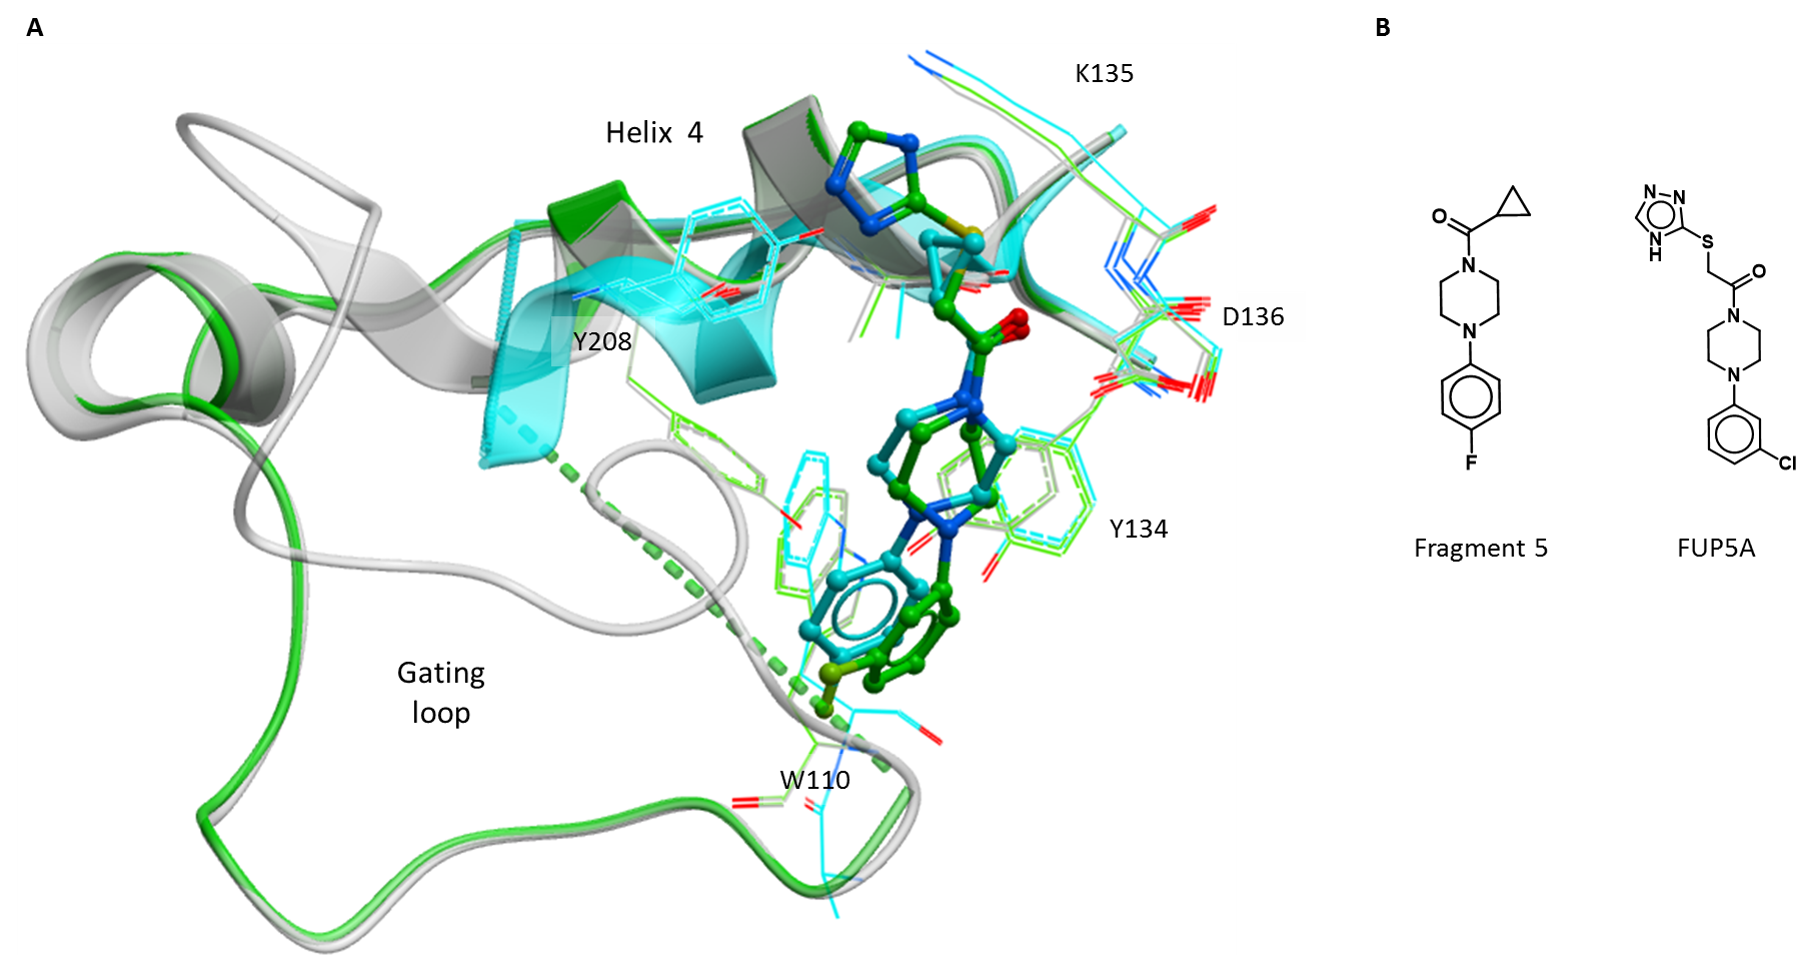 A
B
K135
Helix 4
D136
Y208
Y134
Gating
loop
W110
O
N
N
F
Fragment 5
N
N
N
H
S
O
N
N
Cl
FUP5A